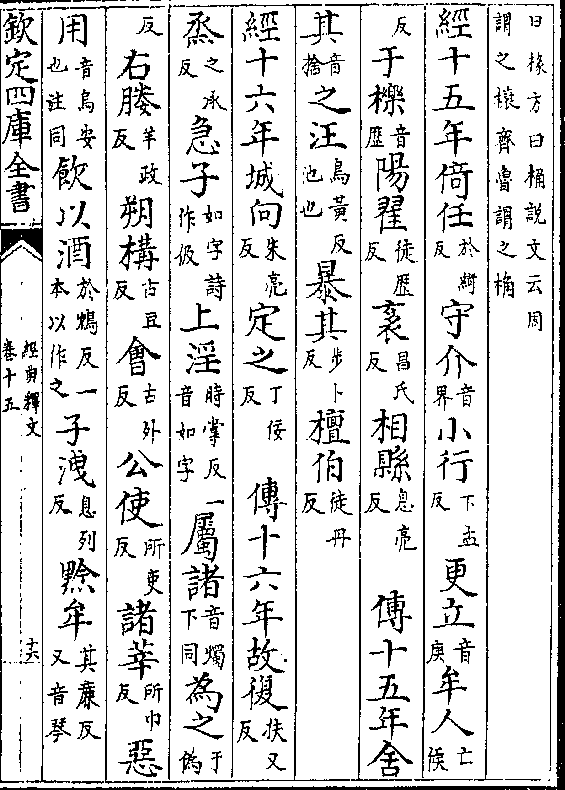 曰椽方曰桷說文云周謂之榱齊魯謂之桷
經十五年倚任於綺反守介音界小行下孟反更立音庚牟人亡侯
反于櫟音歷陽翟徒歷反袲昌氏反相縣息亮反傳十五年舍
其音捨之汪烏黃反池也暴其步卜反檀伯徒丹反
經十六年城向朱亮反定之丁佞反傳十六年故復扶又反
烝之承反急子如字詩作伋上淫時掌反一音如字屬諸音燭下同為之于偽
反右媵羊政反朔構古豆反會古外反公使所吏反諸莘所巾反惡
用音烏安也註同飲以酒於鴆反一本以作之子洩息列反黔牟其廉反又音琴
欽定四庫全書
經典釋文
卷十五
十六